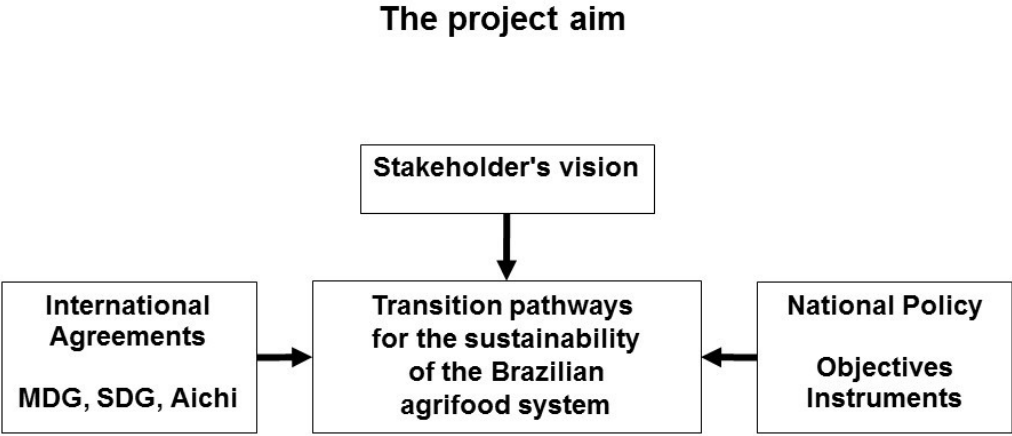 The project aim
Stakeholder's vision
International
Agreements
MDG, SDG, Aichi
Transition pathways
for the sustainability
of the Brazilian
agrifood system
National Policy
Objectives
Instruments